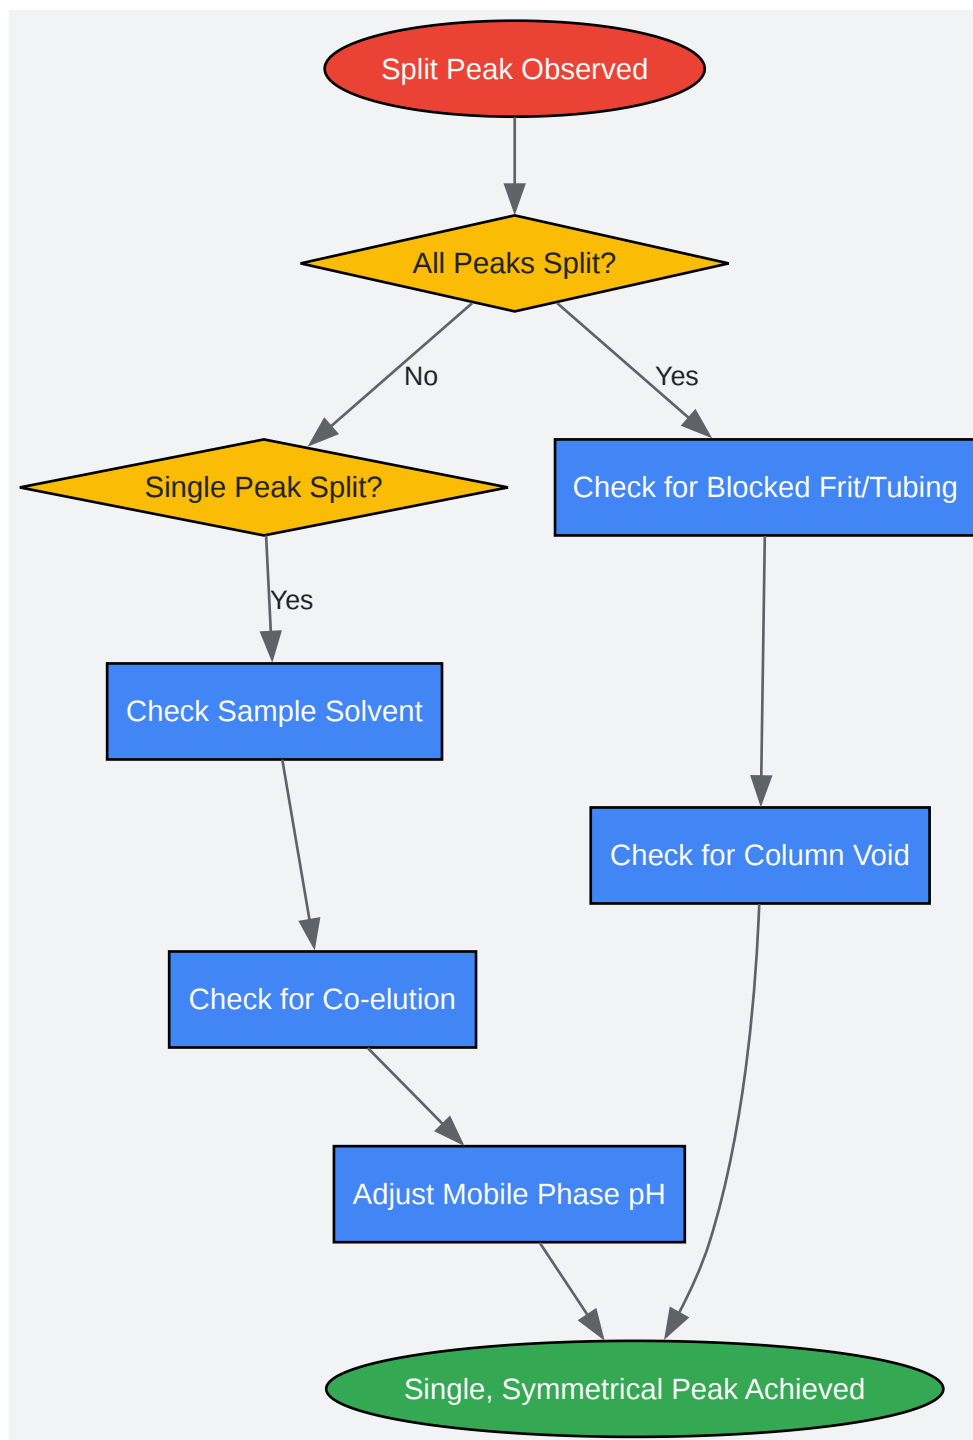 Split Peak Observed
All Peaks Split?
No
Yes
Single Peak Split?
Check for Blocked Frit/Tubing
Yes
Check Sample Solvent
Check for Column Void
Check for Co-elution
Adjust Mobile Phase pH
Single, Symmetrical Peak Achieved